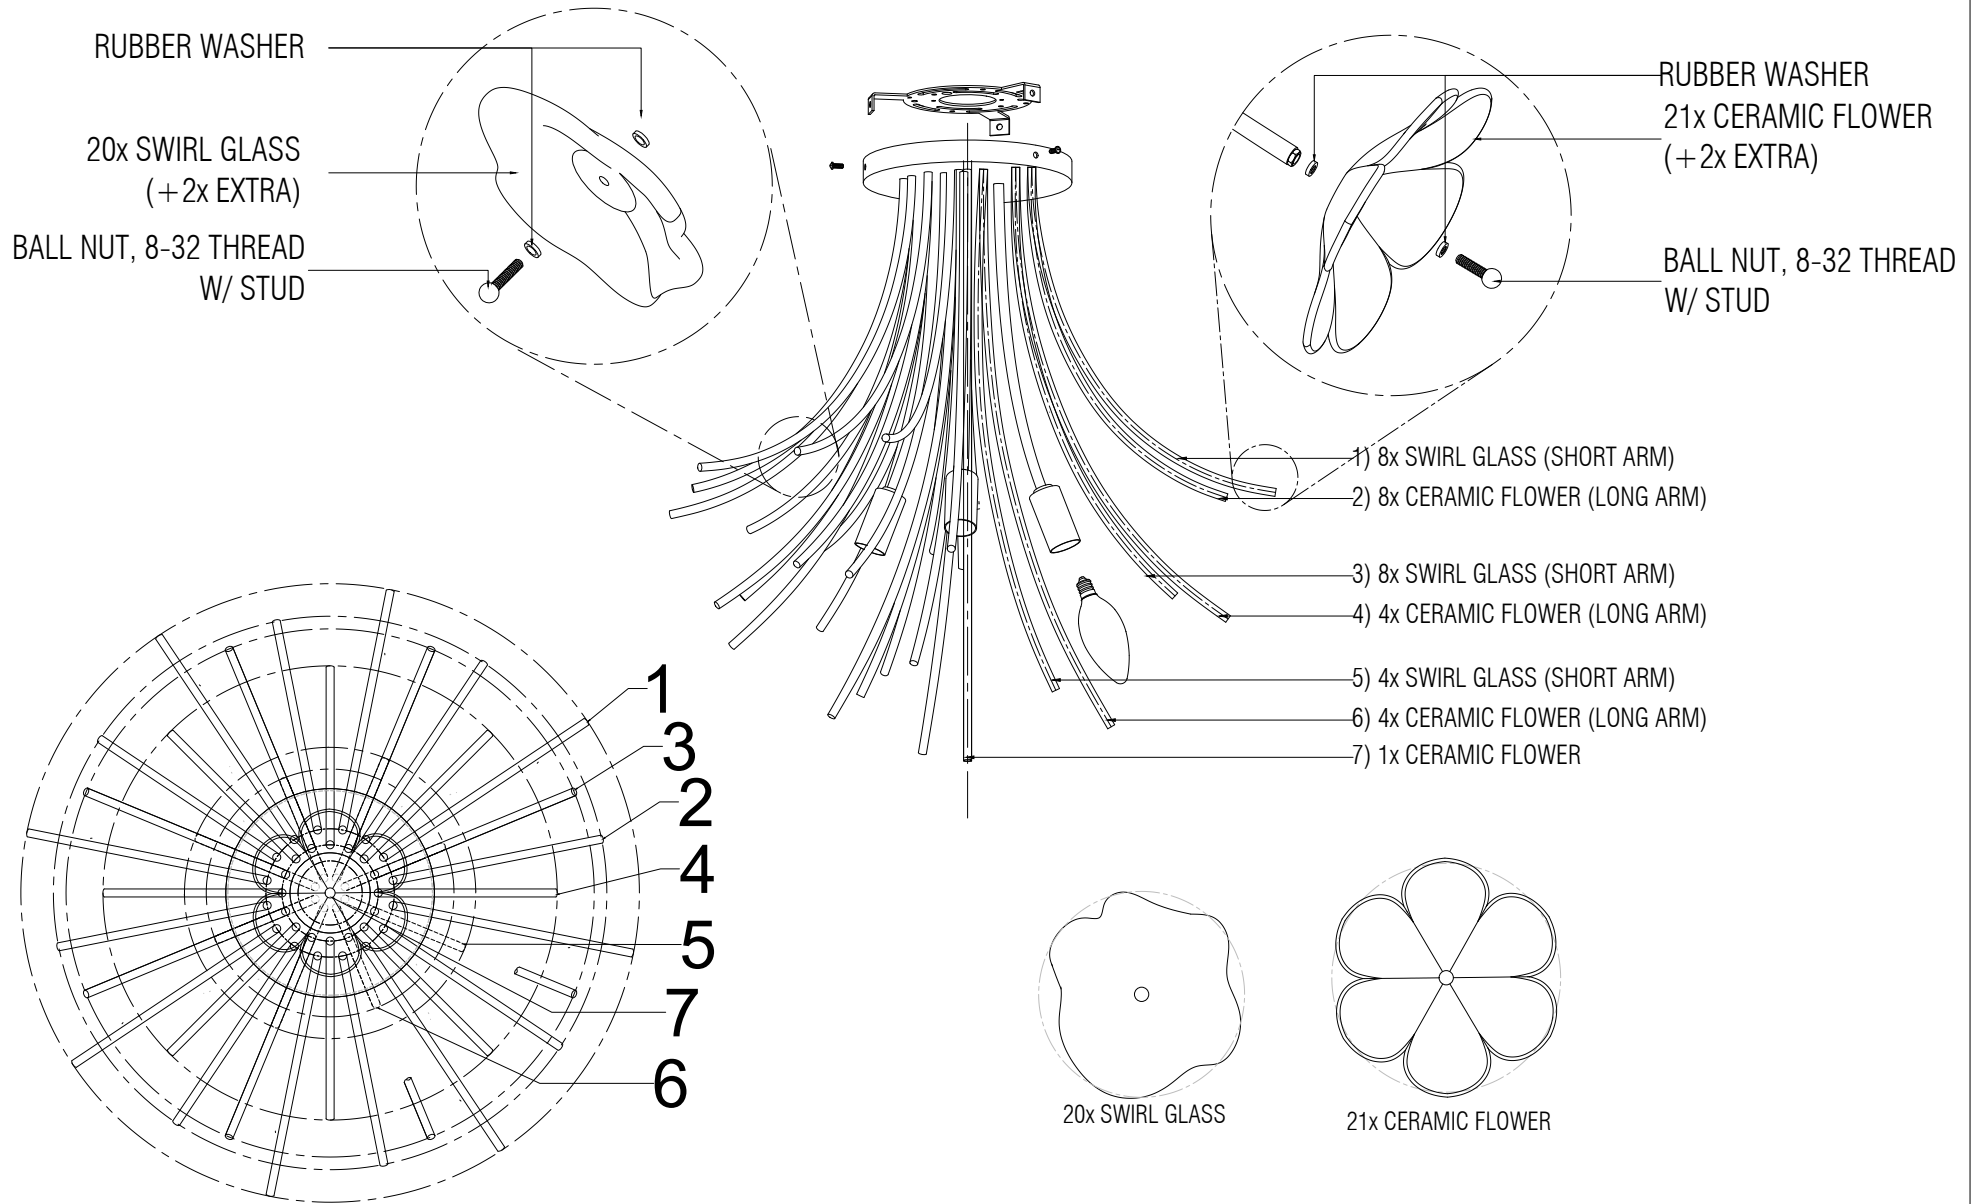 RUBBER WASHER
20x SWIRL GLASS
(+2x EXTRA)
BALL NUT, 8-32 THREAD
W/ STUD
RUBBER WASHER
21x CERAMIC FLOWER
(+2x EXTRA)
BALL NUT, 8-32 THREAD
W/ STUD
1) 8x SWIRL GLASS (SHORT ARM)
2) 8x CERAMIC FLOWER (LONG ARM)
3) 8x SWIRL GLASS (SHORT ARM)
4) 4x CERAMIC FLOWER (LONG ARM)
5) 4x SWIRL GLASS (SHORT ARM)
6) 4x CERAMIC FLOWER (LONG ARM)
7) 1x CERAMIC FLOWER
1
3
2
4
5
7
6
20x SWIRL GLASS
21x CERAMIC FLOWER